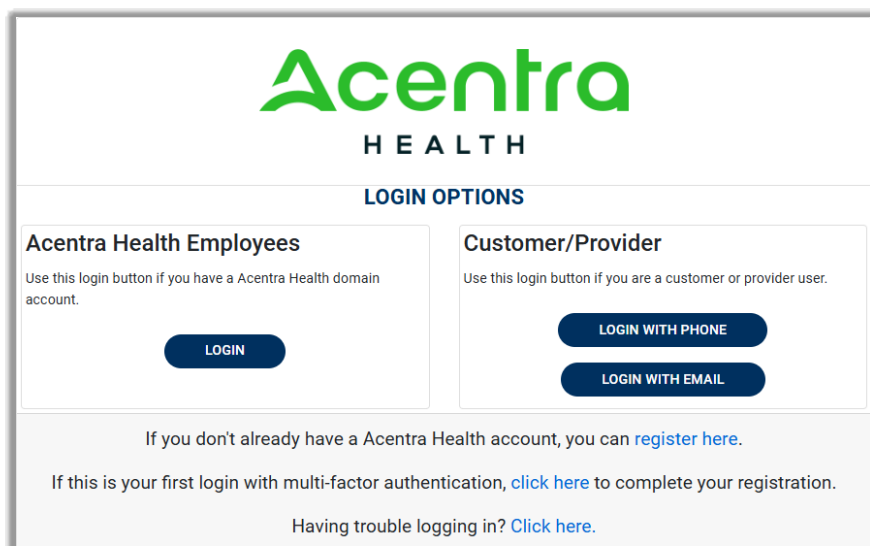 Acentra
HEALTH
LOGIN OPTIONS
Acentra Health Employees
Use this login button if you have a Acentra Health domain
account.
LOGIN
Customer/Provider
Use this login button if you are a customer or provider user.
LOGIN WITH PHONE
LOGIN WITH EMAIL
If you don't already have a Acentra Health account, you can register here.
If this is your first login with multi-factor authentication, click here to complete your registration.
Having trouble logging in? Click here.